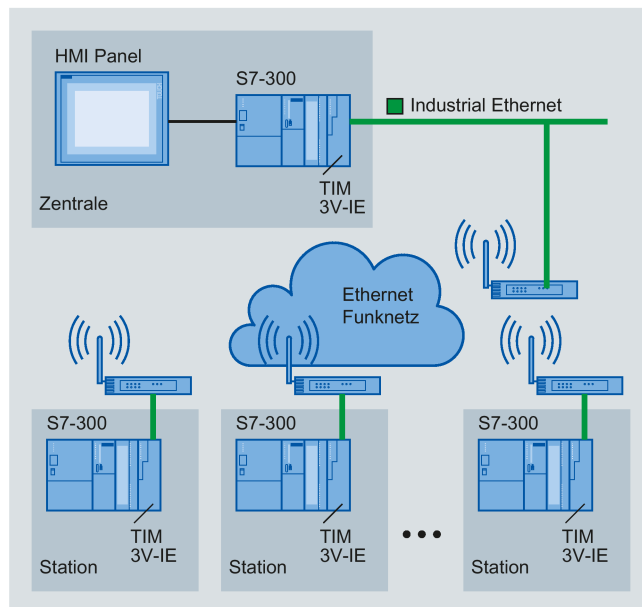 HMI Panel
S7-300
Industrial Ethernet
TIM
3V-IE
Zentrale
Ethernet
Funknetz
S7-300
TIM
3V-IE
Station
S7-300
TIM
3V-IE
Station
S7-300
TIM
3V-IE
Station